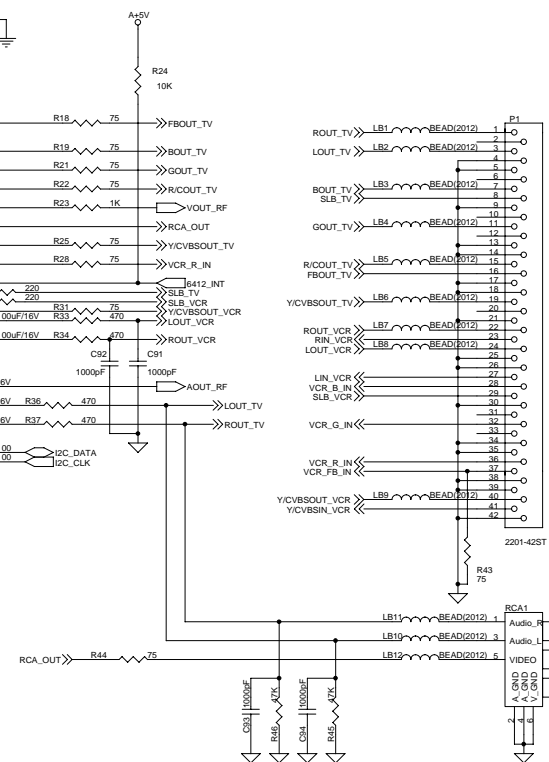 A+5V
R24
10K
R18 75 FBOUT_TV
R19 75 BOUT_TV
R21 75 GOUT_TV
R22 75 R/COUT_TV
R23 1K VOUT_RF
RCA_OUT
R25 75 Y/CVBSOUT_TV
R28 75 VCR_R_IN
6412_INT
220 SLB_TV
220 SLB_VCR
R31 75 Y/CVBSOUT_VCR
00uF/16V R33 470 LOUT_VCR
00uF/16V R34 470 ROUT_VCR
C92 C91
1000pF 1000pF
6V AOUT_RF
6V R36 470 LOUT_TV
R37 470 ROUT_TV
00 I2C_DATA
00 I2C_CLK
P1
ROUT_TV LB1 BEAD(2012) 1
2
LOUT_TV LB2 BEAD(2012) 3
4
5
6
BOUT_TV LB3 BEAD(2012) 7
SLB_TV 8
9
10
GOUT_TV LB4 BEAD(2012) 11
12
13
14
R/COUT_TV LB5 BEAD(2012) 15
FBOUT_TV 16
17
18
Y/CVBSOUT_TV LB6 BEAD(2012) 19
20
21
ROUT_VCR LB7 BEAD(2012) 22
RIN_VCR 23
LOUT_VCR LB8 BEAD(2012) 24
25
26
LIN_VCR 27
VCR_B_IN 28
SLB_VCR 29
30
31
VCR_G_IN 32
33
34
35
VCR_R_IN 36
VCR_FB_IN 37
38
39
Y/CVBSOUT_VCR LB9 BEAD(2012) 40
Y/CVBSIN_VCR 41
42
2201-42ST
R43
75
RCA1
LB11 BEAD(2012) 1 Audio_R
LB10 BEAD(2012) 3 Audio_L
RCA_OUT R44 75 LB12 BEAD(2012) 5 VIDEO
A_GND A_GND V_GND
2 4 6
C93 1000pF
R46 47K
C94 1000pF
R45 47K